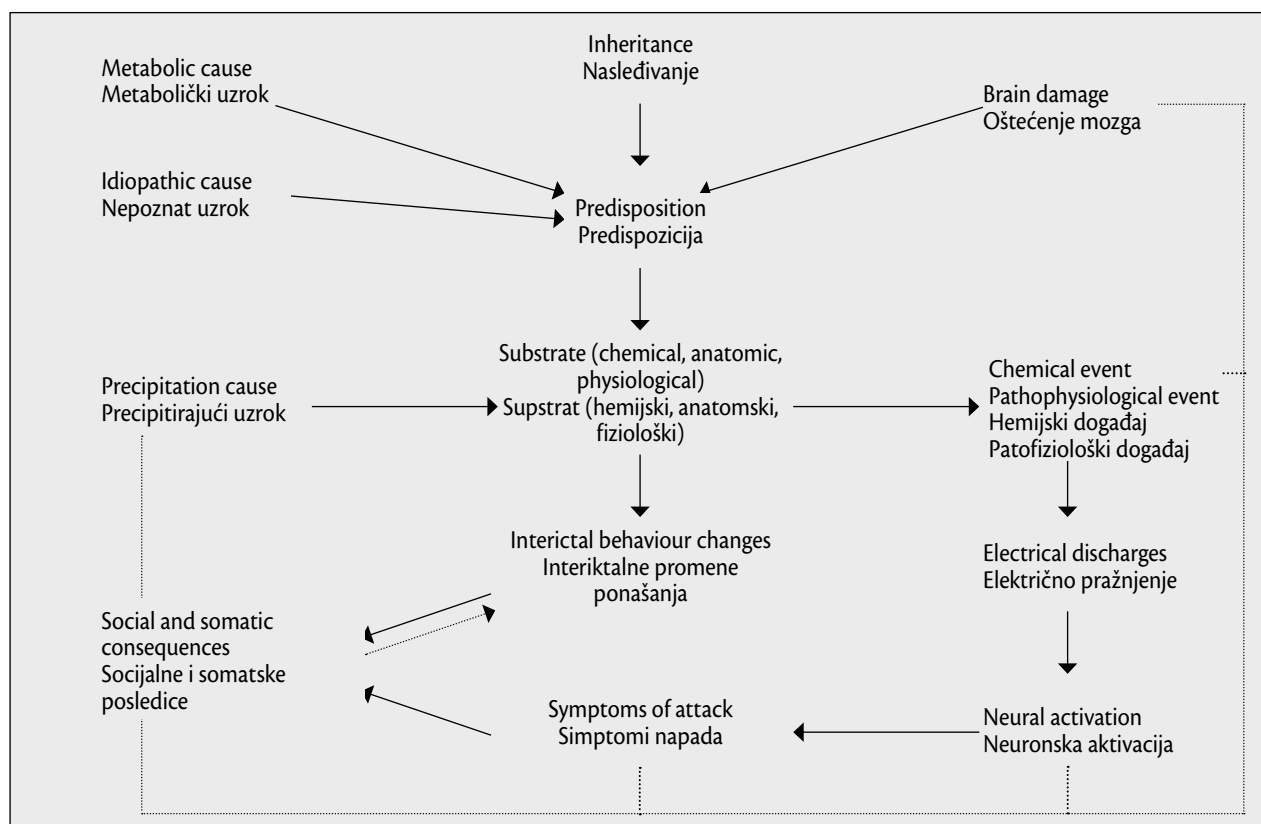 Inheritance
Nasleđivanje
Metabolic cause
Metabolički uzrok
Brain damage
Oštećenje mozga
Idiopathic cause
Nepoznat uzrok
Predisposition
Predispozicija
Substrate (chemical, anatomic,
physiological)
Supstrat (hemijski, anatomski,
fiziološki)
Precipitation cause
Precipitirajući uzrok
Chemical event
Pathophysiological event
Hemijski događaj
Patofiziološki događaj
Interictal behaviour changes
Interiktalne promene
ponašanja
Electrical discharges
Električno pražnjenje
Social and somatic
consequences
Socijalne i somatske
posledice
Symptoms of attack
Simptomi napada
Neural activation
Neuronska aktivacija